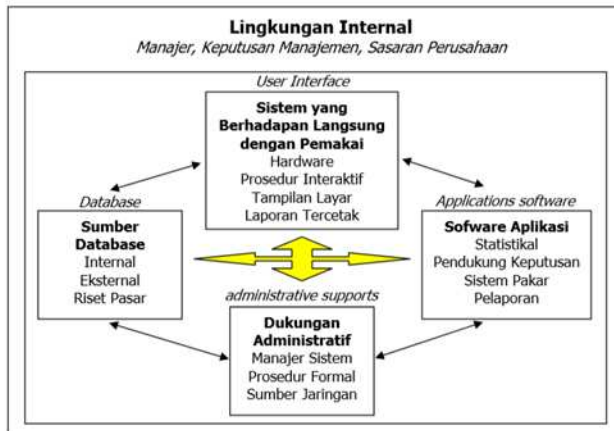 Lingkungan Internal
Manajer, Keputusan Manajemen, Sasaran Perusahaan
User Interface
Sistem yang
Berhadapan Langsung
dengan Pemakai
Hardware
Prosedur Interaktif
Tampilan Layar
Laporan Tercetak
Database
Sumber
Database
Internal
Eksternal
Riset Pasar
Applications software
Sofware Aplikasi
Statistikal
Pendukung Keputusan
Sistem Pakar
Pelaporan
administrative supports
Dukungan
Administratif
Manajer Sistem
Prosedur Formal
Sumber Jaringan